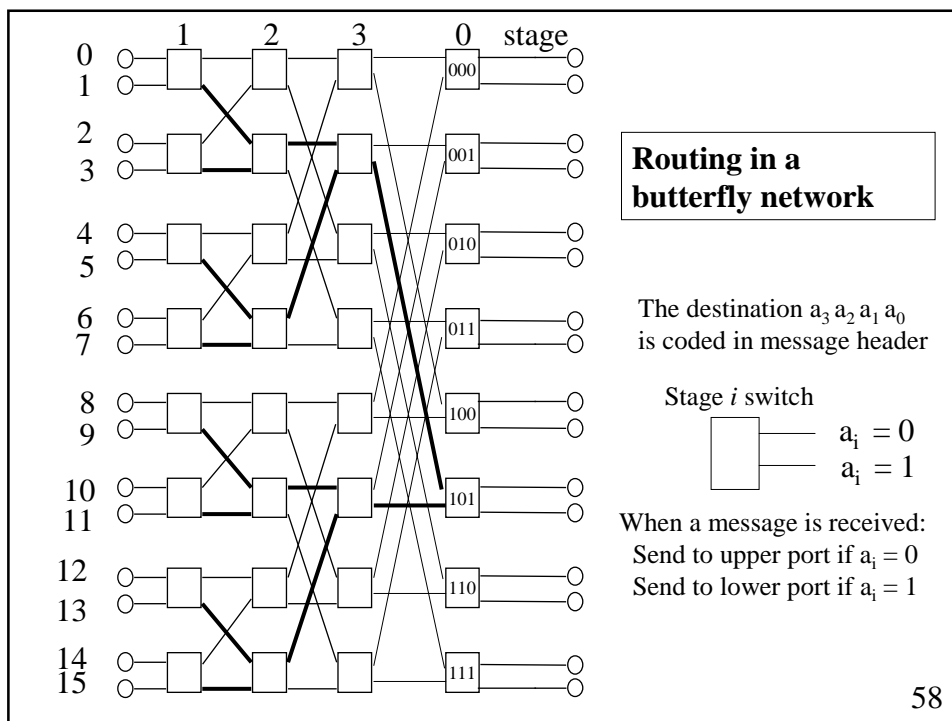 1 2 3 0 stage
0
1
2
3
4
5
6
7
8
9
10
11
12
13
14
15
000
001
010
011
100
101
110
111
Routing in a
butterfly network
The destination a₃ a₂ a₁ a₀
is coded in message header
Stage i switch
aᵢ = 0
aᵢ = 1
When a message is received:
Send to upper port if aᵢ = 0
Send to lower port if aᵢ = 1
58